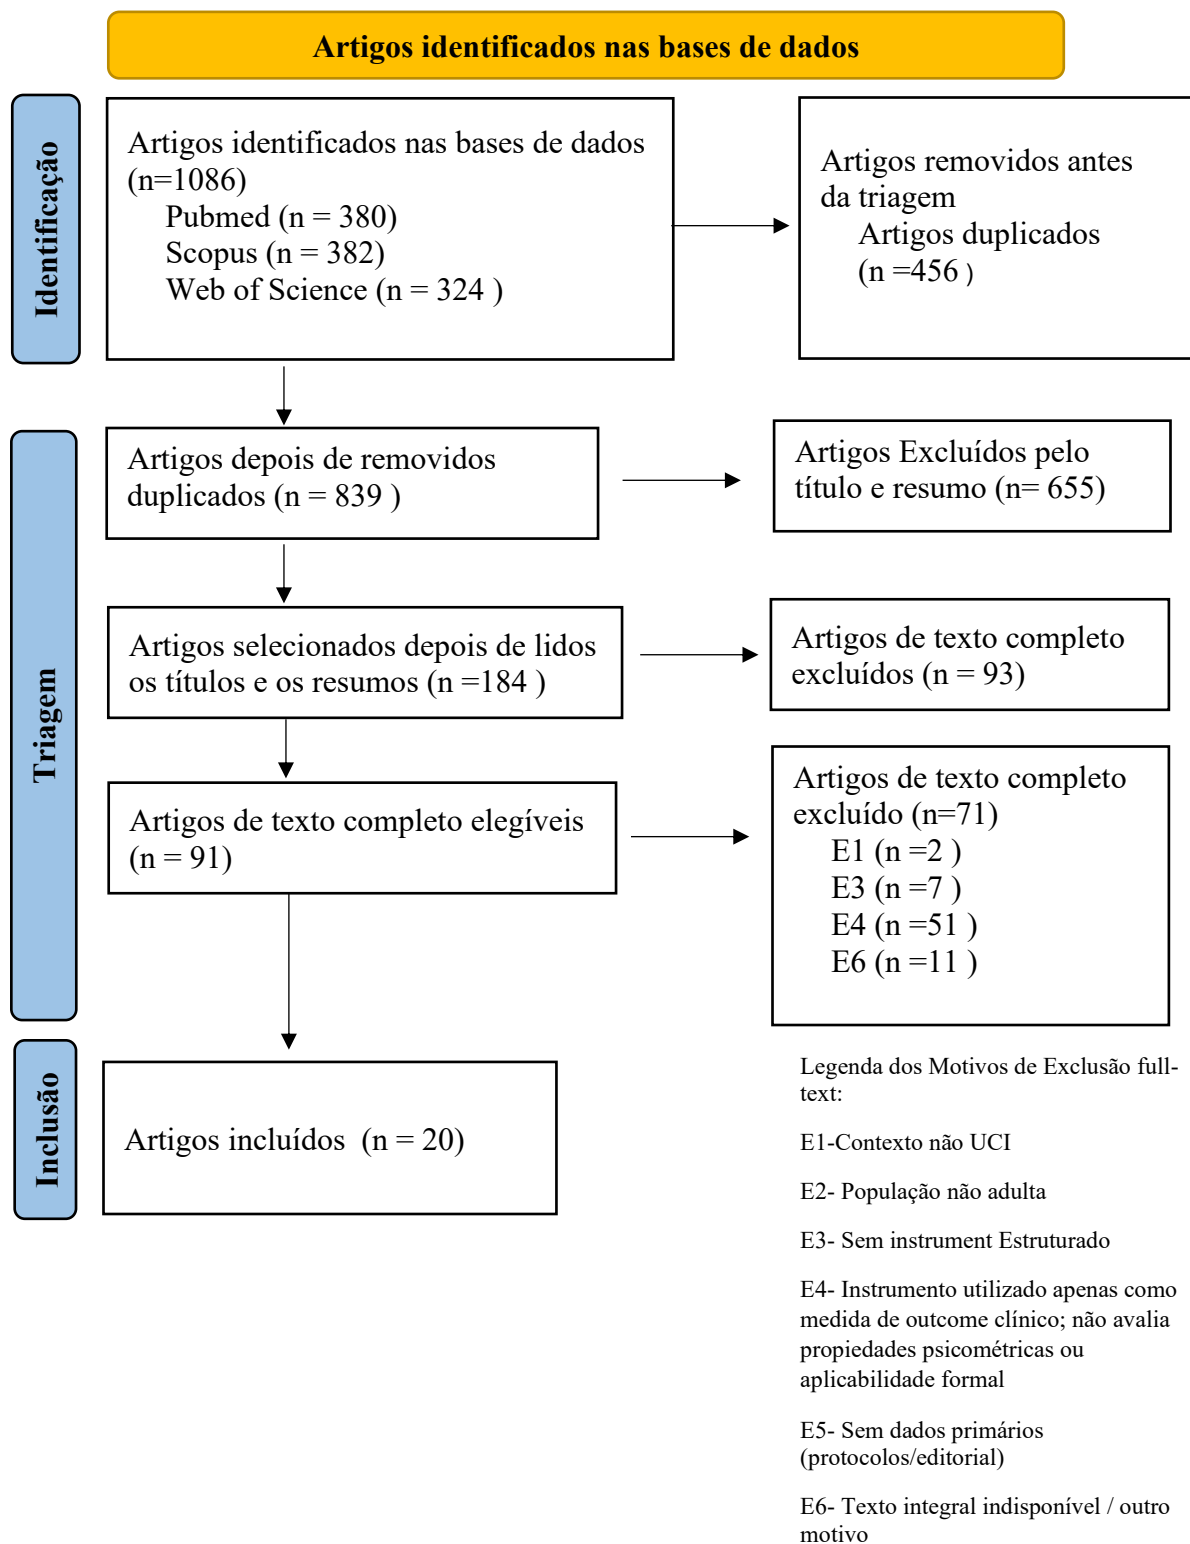 Artigos identificados nas bases de dados
Identificação
Artigos identificados nas bases de dados
(n=1086)
Pubmed (n = 380)
Scopus (n = 382)
Web of Science (n = 324 )
Artigos removidos antes
da triagem
Artigos duplicados
(n =456 )
Triagem
Artigos depois de removidos
duplicados (n = 839 )
Artigos Excluídos pelo
título e resumo (n= 655)
Artigos selecionados depois de lidos
os títulos e os resumos (n =184 )
Artigos de texto completo
excluídos (n = 93)
Artigos de texto completo elegíveis
(n = 91)
Artigos de texto completo
excluído (n=71)
E1 (n =2 )
E3 (n =7 )
E4 (n =51 )
E6 (n =11 )
Inclusão
Artigos incluídos  (n = 20)
Legenda dos Motivos de Exclusão full-
text:
E1-Contexto não UCI
E2- População não adulta
E3- Sem instrument Estruturado
E4- Instrumento utilizado apenas como
medida de outcome clínico; não avalia
propiedades psicométricas ou
aplicabilidade formal
E5- Sem dados primários
(protocolos/editorial)
E6- Texto integral indisponível / outro
motivo